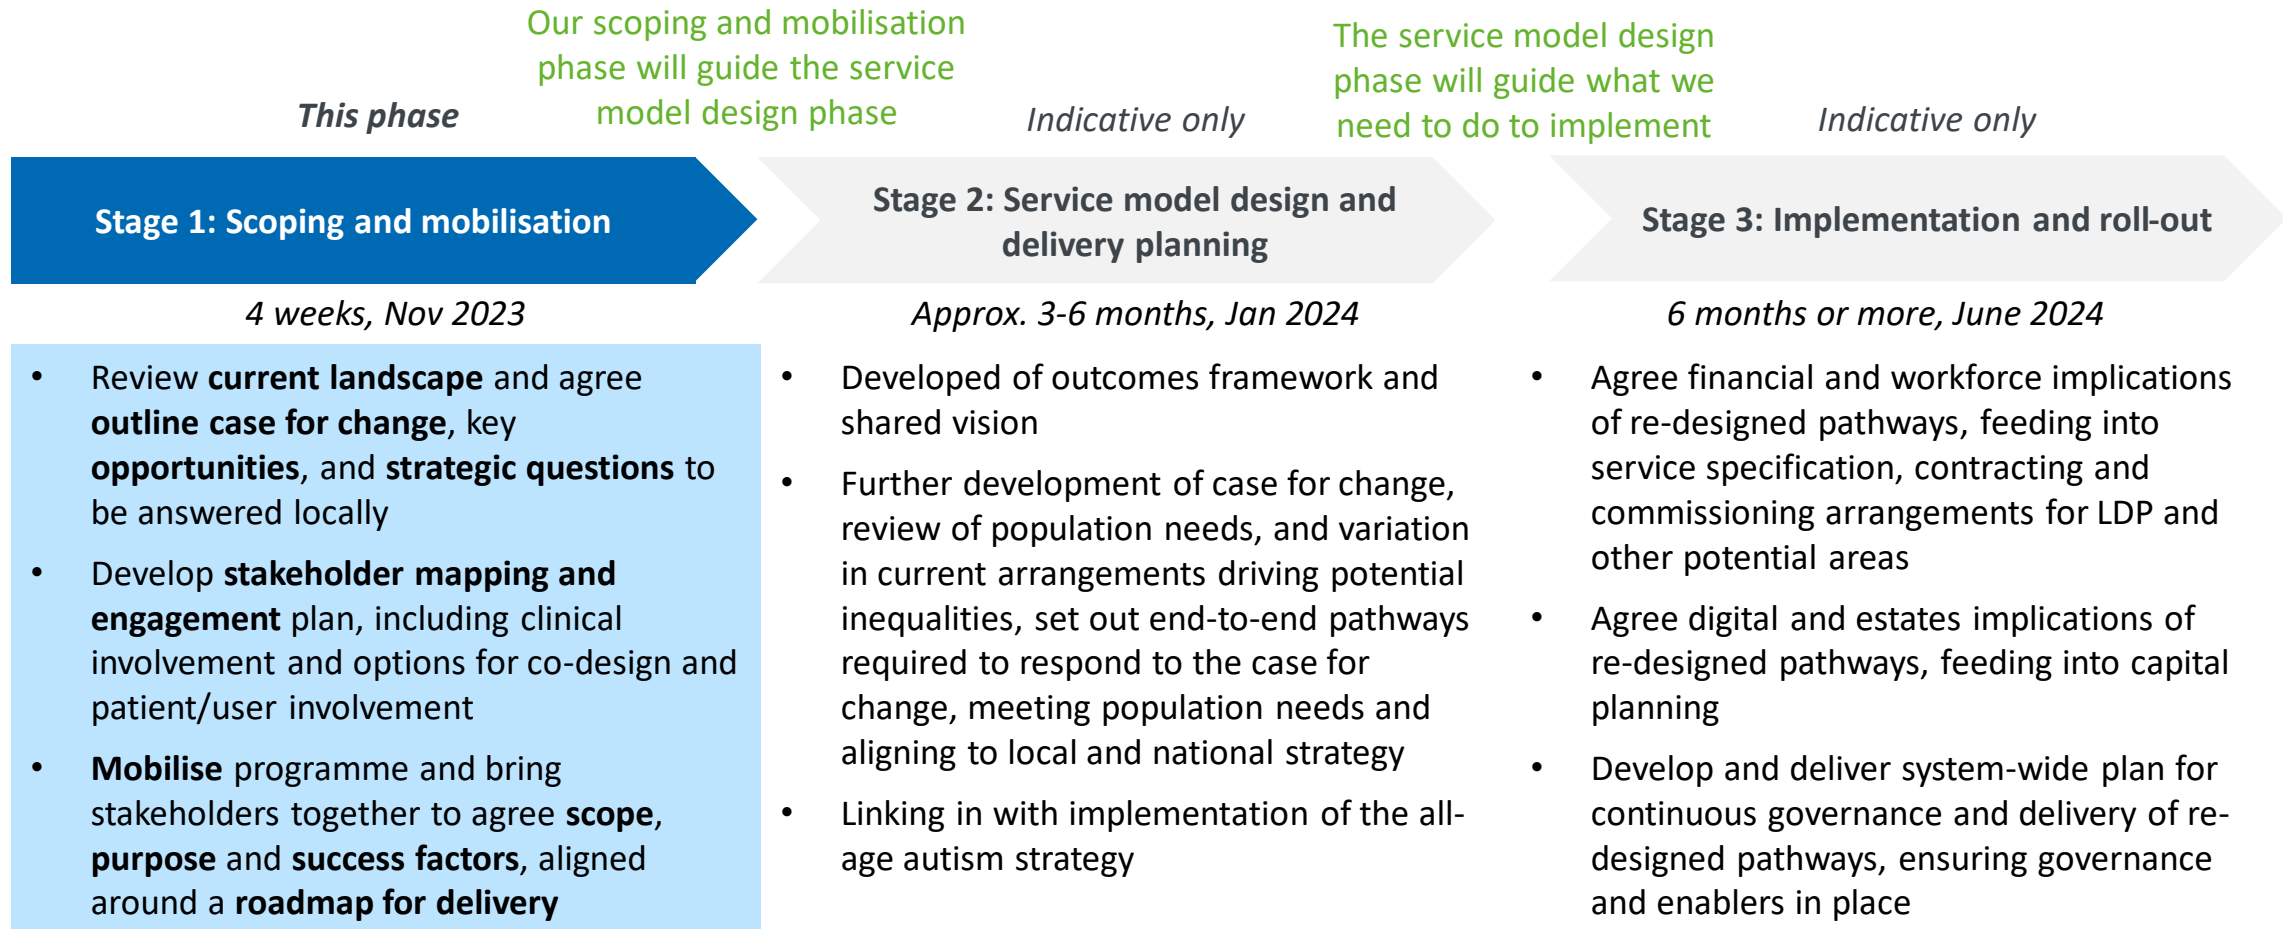 Our scoping and mobilisation
phase will guide the service
model design phase
The service model design
phase will guide what we
need to do to implement
This phase
Indicative only
Indicative only
Stage 1: Scoping and mobilisation
Stage 2: Service model design and
delivery planning
Stage 3: Implementation and roll-out
4 weeks, Nov 2023
Approx. 3-6 months, Jan 2024
6 months or more, June 2024
• Review current landscape and agree
outline case for change, key
opportunities, and strategic questions to
be answered locally
• Develop stakeholder mapping and
engagement plan, including clinical
involvement and options for co-design and
patient/user involvement
• Mobilise programme and bring
stakeholders together to agree scope,
purpose and success factors, aligned
around a roadmap for delivery
• Developed of outcomes framework and
shared vision
• Further development of case for change,
review of population needs, and variation
in current arrangements driving potential
inequalities, set out end-to-end pathways
required to respond to the case for
change, meeting population needs and
aligning to local and national strategy
• Linking in with implementation of the all-
age autism strategy
• Agree financial and workforce implications
of re-designed pathways, feeding into
service specification, contracting and
commissioning arrangements for LDP and
other potential areas
• Agree digital and estates implications of
re-designed pathways, feeding into capital
planning
• Develop and deliver system-wide plan for
continuous governance and delivery of re-
designed pathways, ensuring governance
and enablers in place